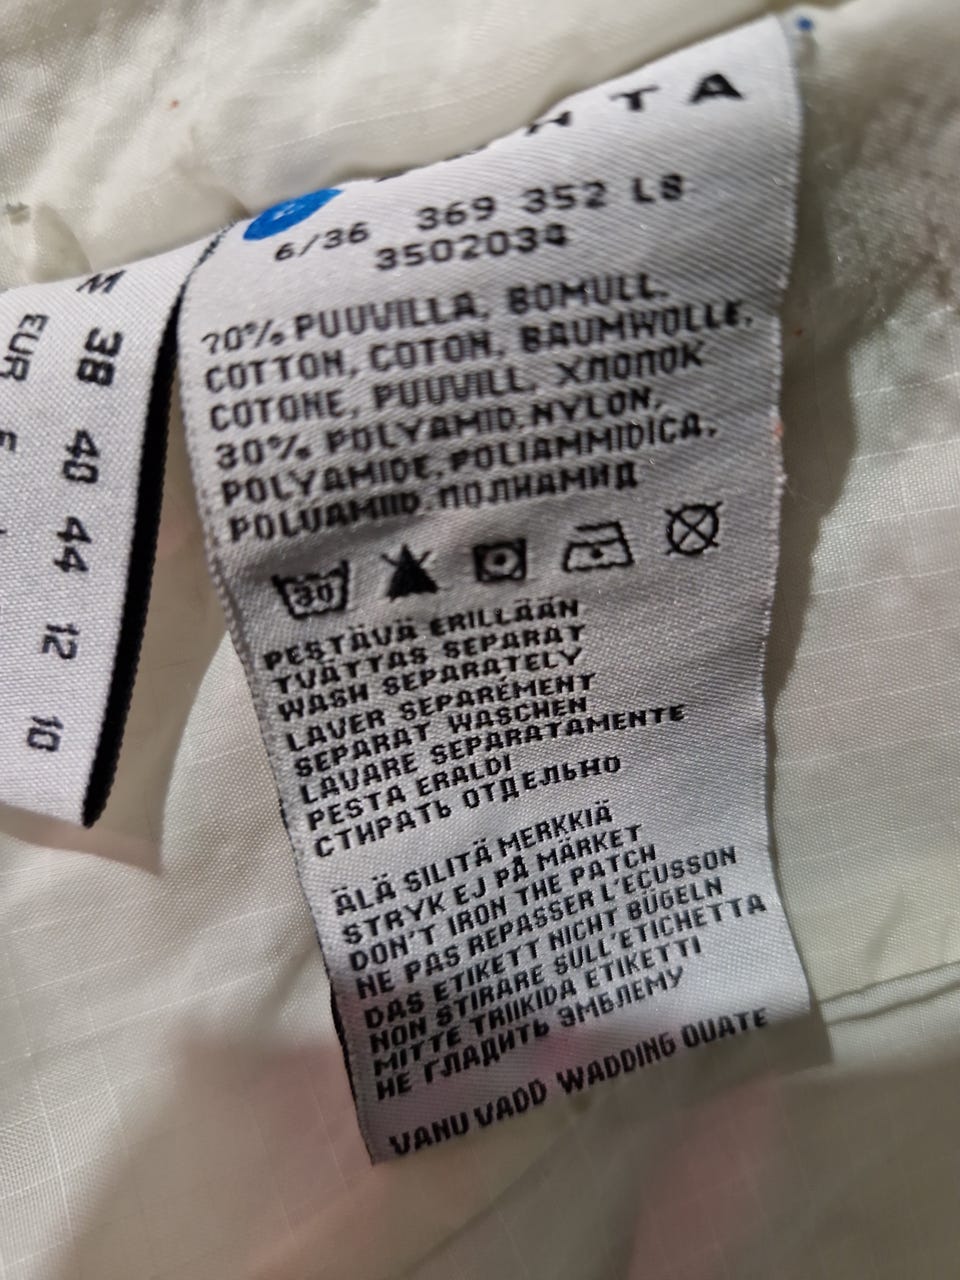 TA
6/36 369 352 L8
3502034
70% PUUVILLA, BOMULL,
COTTON, COTON, BAUMWOLLE,
COTONE, PUUVILL, ХЛОПОК
30% POLYAMID, NYLON,
POLYAMIDE, POLIAMMIDICA,
POLUAMIID, ПОЛИАМИД
30
PESTÄVÄ ERILLÄÄN
TVÄTTAS SEPARAT
WASH SEPARATELY
LAVER SEPARÉMENT
SEPARAT WASCHEN
LAVARE SEPARATAMENTE
PESTA ERALDI
СТИРАТЬ ОТДЕЛЬНО
ÄLÄ SILITÄ MERKKIÄ
STRYK EJ PÅ MÄRKET
DON'T IRON THE PATCH
NE PAS REPASSER L'ECUSSON
DAS ETIKETT NICHT BÜGELN
NON STIRARE SULL'ETICHETTA
MITTE TRIIKIDA ETIKETTI
НЕ ГЛАДИТЬ ЭМБЛЕМУ
VANU VADD WADDING OUATE
M
38 40 44 12 10
EUR F